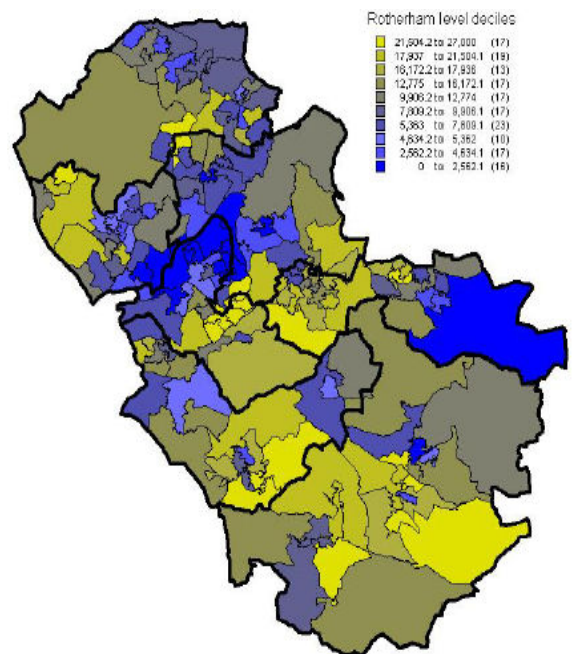 Rotherham level deciles
21,504.2 to 27,000 (17)
17,937 to 21,504.1 (19)
16,172.2 to 17,936 (13)
12,775 to 16,172.1 (17)
9,906.2 to 12,774 (17)
7,809.2 to 9,906.1 (17)
5,363 to 7,809.1 (23)
4,634.2 to 5,362 (10)
2,562.2 to 4,634.1 (17)
0 to 2,562.1 (16)